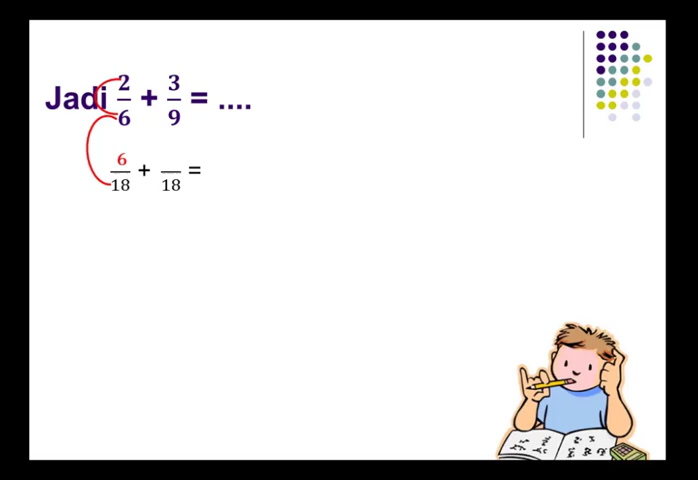 Jadi 2/6 + 3/9 = ....
6/18 + /18 =